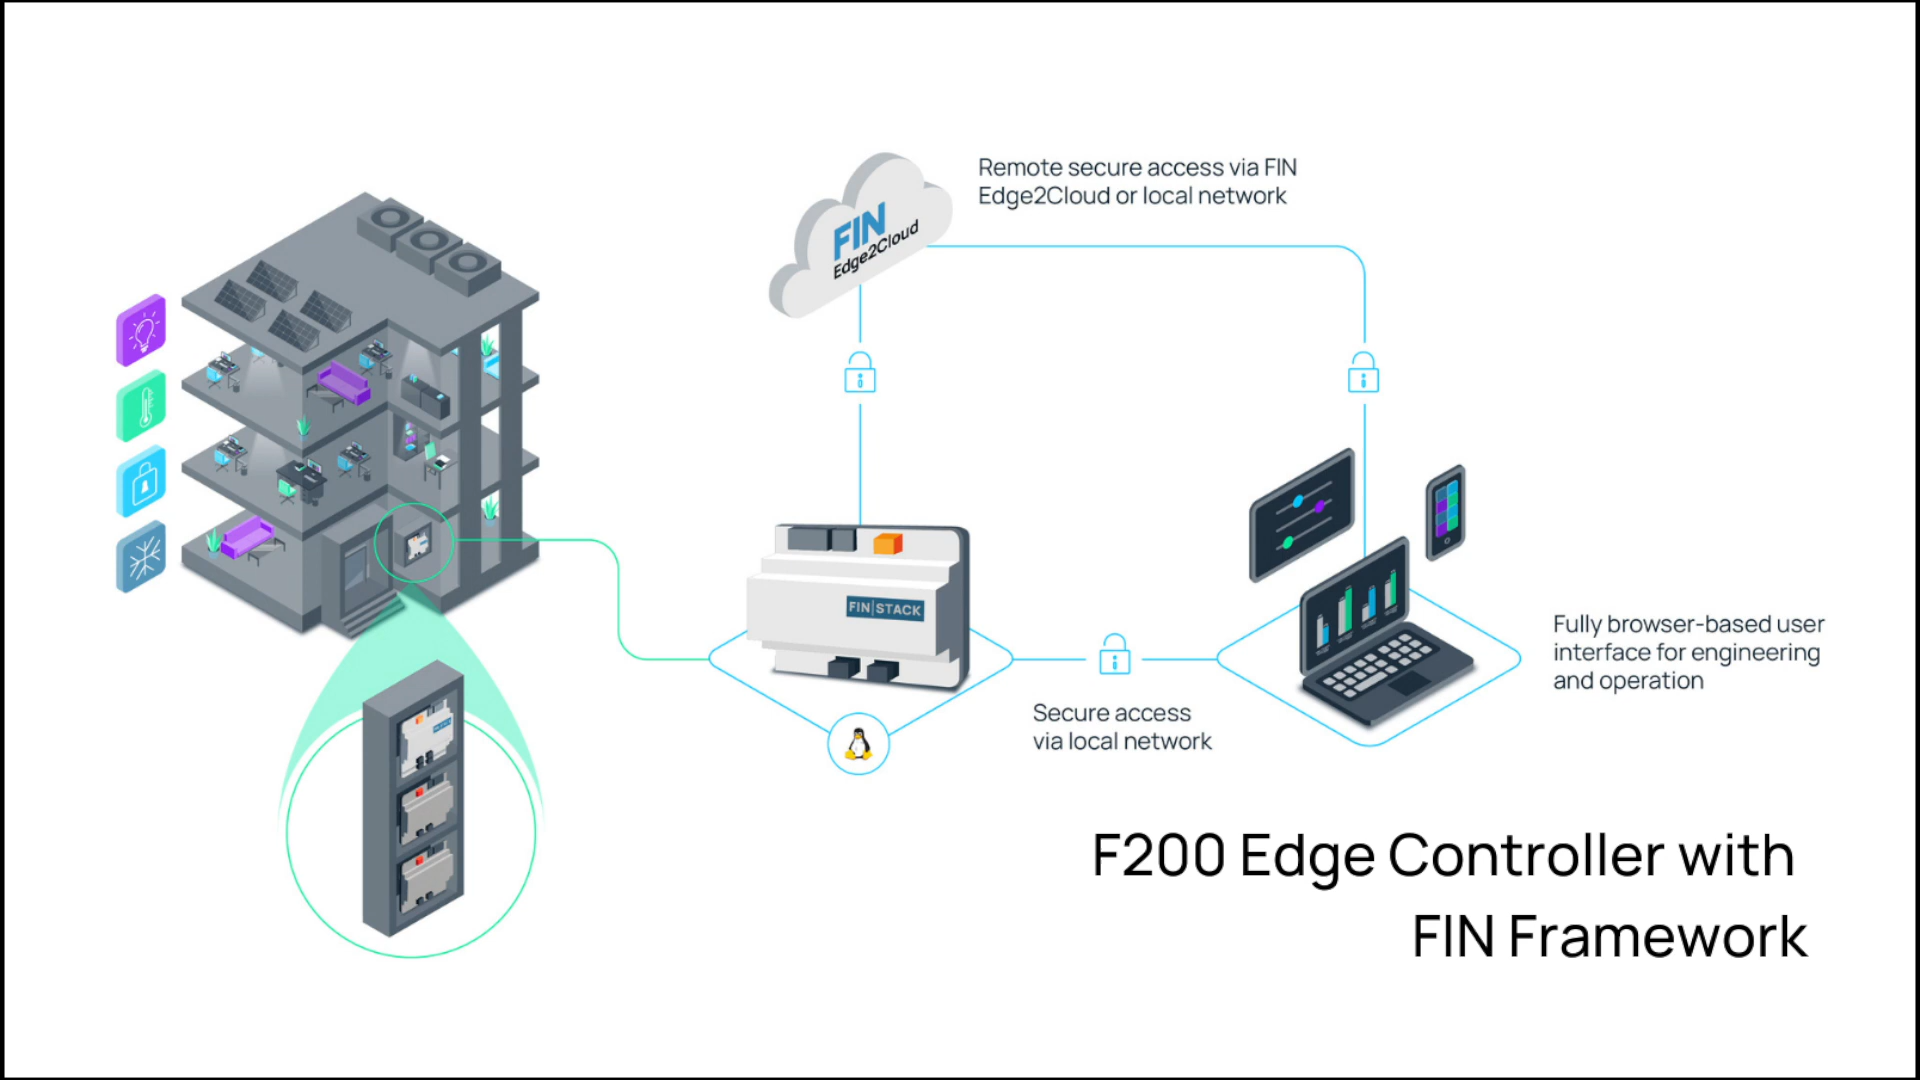 Remote secure access via FIN
Edge2Cloud or local network
FIN
Edge2Cloud
FIN|STACK
Secure access
via local network
Fully browser-based user
interface for engineering
and operation
F200 Edge Controller with
FIN Framework